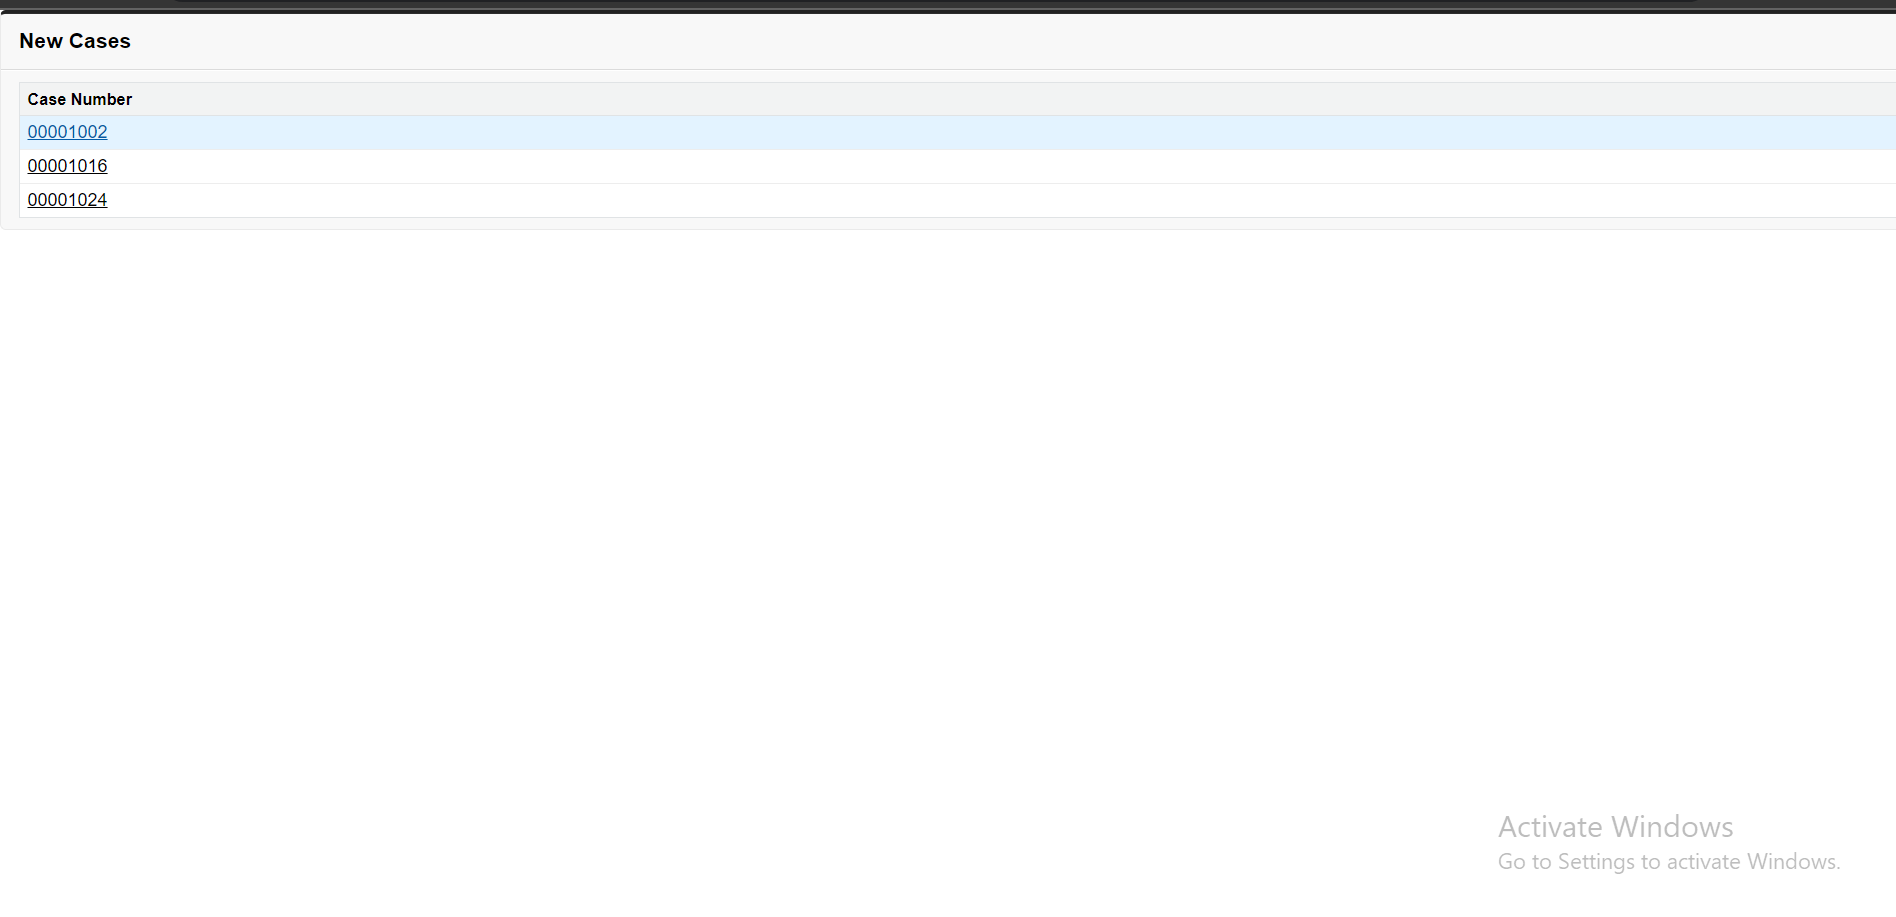 New Cases
Case Number
00001002
00001016
00001024
Activate Windows
Go to Settings to activate Windows.